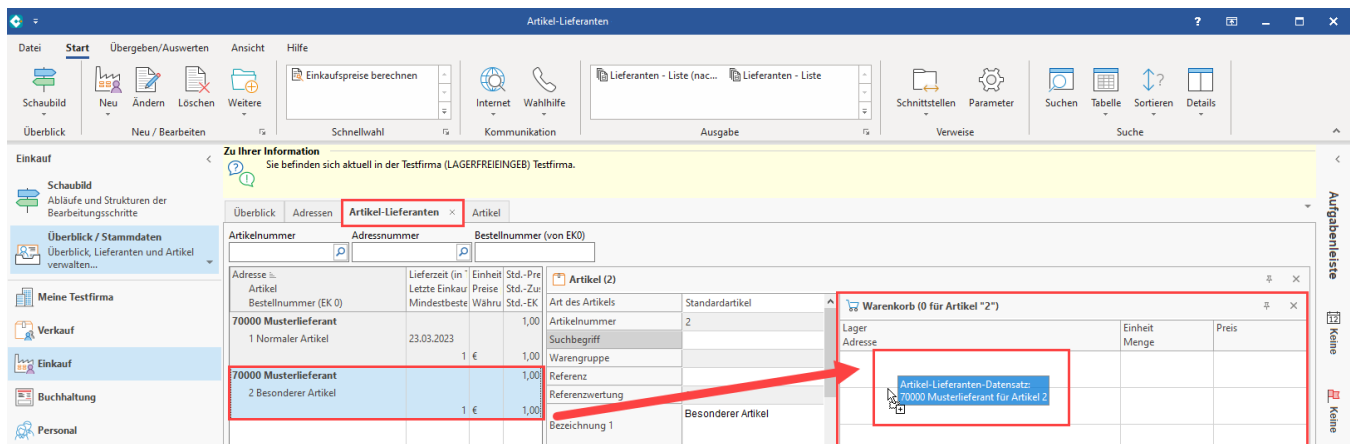 Artikel-Lieferanten
?
Datei Start Übergeben/Auswerten Ansicht Hilfe
Schaubild
Neu Ändern Löschen
Weitere
Einkaufspreise berechnen
Internet Wahlhilfe
Lieferanten - Liste (nac... Lieferanten - Liste
Schnittstellen Parameter
Suchen Tabelle Sortieren Details
Überblick Neu / Bearbeiten Schnellwahl Kommunikation Ausgabe Verweise Suche
Einkauf
Schaubild
Abläufe und Strukturen der
Bearbeitungsschritte
Überblick / Stammdaten
Überblick, Lieferanten und Artikel
verwalten...
Meine Testfirma
Verkauf
Einkauf
Buchhaltung
Personal
Zu Ihrer Information
Sie befinden sich aktuell in der Testfirma (LAGERFREIEINGEB) Testfirma.
Überblick Adressen Artikel-Lieferanten × Artikel
Artikelnummer Adressnummer Bestellnummer (von EK0)
Adresse Lieferzeit (in Einheit Std.-Pre
Artikel Letzte Einkau Preise Std.-Zu
Bestellnummer (EK 0) Mindestbeste Währu Std.-EK
70000 Musterlieferant 1,00
1 Normaler Artikel 23.03.2023
1 € 1,00
70000 Musterlieferant 1,00
2 Besonderer Artikel
1 € 1,00
Artikel (2)
Art des Artikels Standardartikel
Artikelnummer 2
Suchbegriff
Warengruppe
Referenz
Referenzwertung
Bezeichnung 1 Besonderer Artikel
Warenkorb (0 für Artikel "2")
Lager Einheit Preis
Adresse Menge
Artikel-Lieferanten-Datensatz:
70000 Musterlieferant für Artikel 2
Aufgabenleiste
12 Keine
Keine